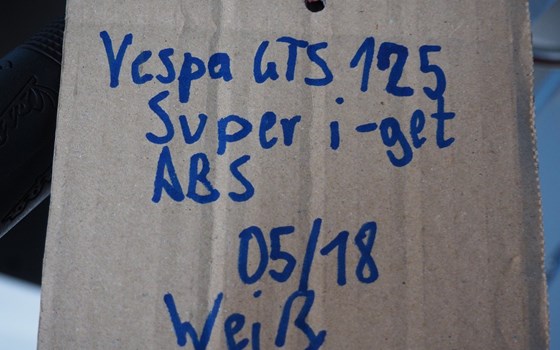 Vespa GTS 125
Super i-get
ABS
05/18
Weiß